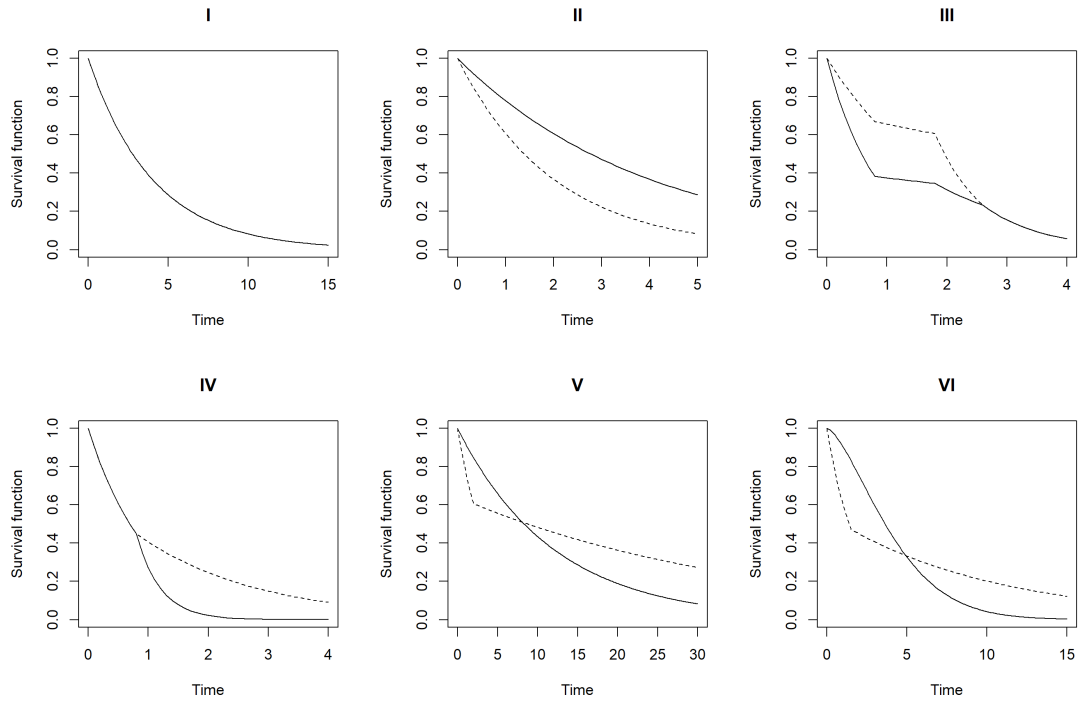 I
II
III
Survival function
0.0 0.2 0.4 0.6 0.8 1.0
0 5 10 15
Time
Survival function
0.0 0.2 0.4 0.6 0.8 1.0
0 1 2 3 4 5
Time
Survival function
0.0 0.2 0.4 0.6 0.8 1.0
0 1 2 3 4
Time
IV
V
VI
Survival function
0.0 0.2 0.4 0.6 0.8 1.0
0 1 2 3 4
Time
Survival function
0.0 0.2 0.4 0.6 0.8 1.0
0 5 10 15 20 25 30
Time
Survival function
0.0 0.2 0.4 0.6 0.8 1.0
0 5 10 15
Time